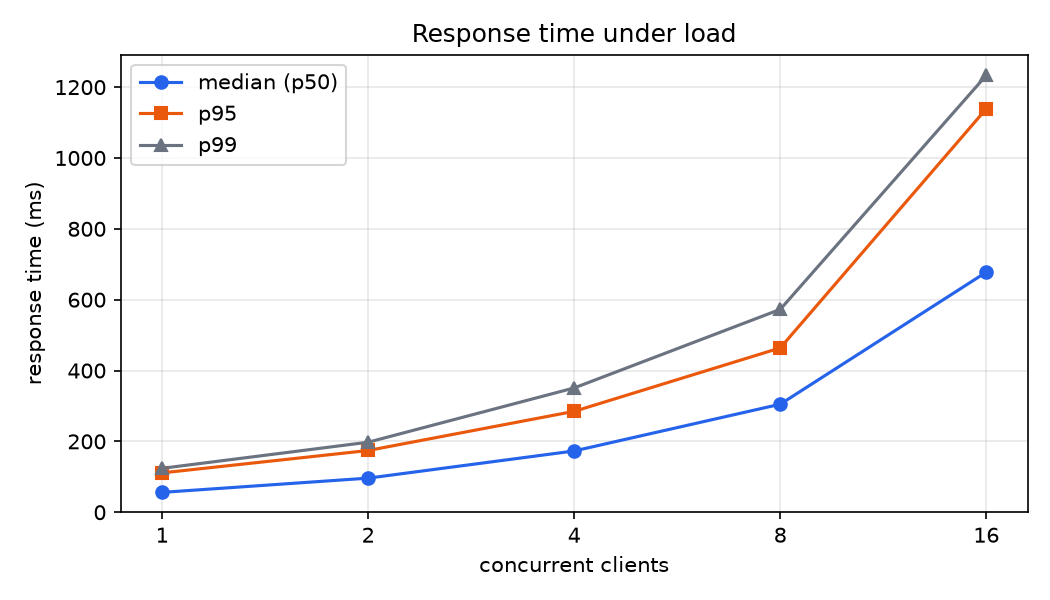 Response time under load
median (p50)
p95
p99
response time (ms)
1200
1000
800
600
400
200
0
1 2 4 8 16
concurrent clients